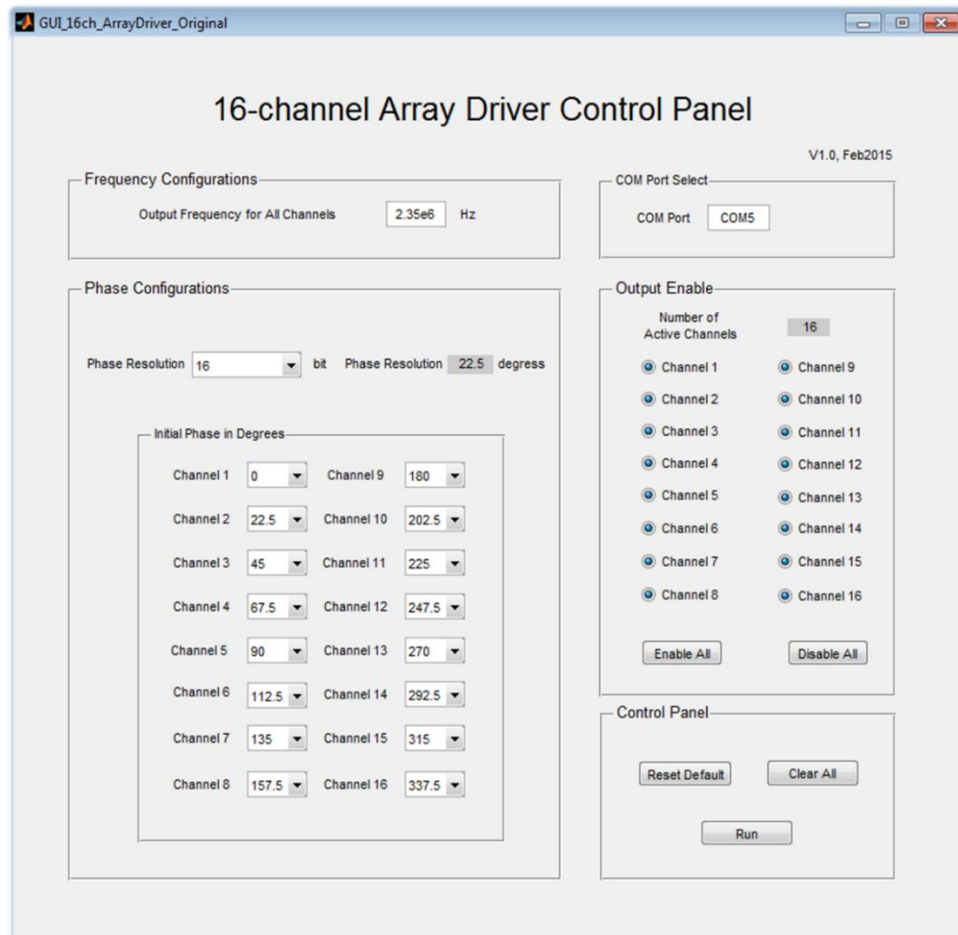 GUI_16ch_ArrayDriver_Original
16-channel Array Driver Control Panel
V1.0, Feb2015
Frequency Configurations
Output Frequency for All Channels 2.35e6 Hz
COM Port Select
COM Port COM5
Phase Configurations
Phase Resolution 16 bit Phase Resolution 22.5 degress
Initial Phase in Degrees
Channel 1 0 Channel 9 180
Channel 2 22.5 Channel 10 202.5
Channel 3 45 Channel 11 225
Channel 4 67.5 Channel 12 247.5
Channel 5 90 Channel 13 270
Channel 6 112.5 Channel 14 292.5
Channel 7 135 Channel 15 315
Channel 8 157.5 Channel 16 337.5
Output Enable
Number of
Active Channels 16
Channel 1 Channel 9
Channel 2 Channel 10
Channel 3 Channel 11
Channel 4 Channel 12
Channel 5 Channel 13
Channel 6 Channel 14
Channel 7 Channel 15
Channel 8 Channel 16
Enable All Disable All
Control Panel
Reset Default Clear All
Run